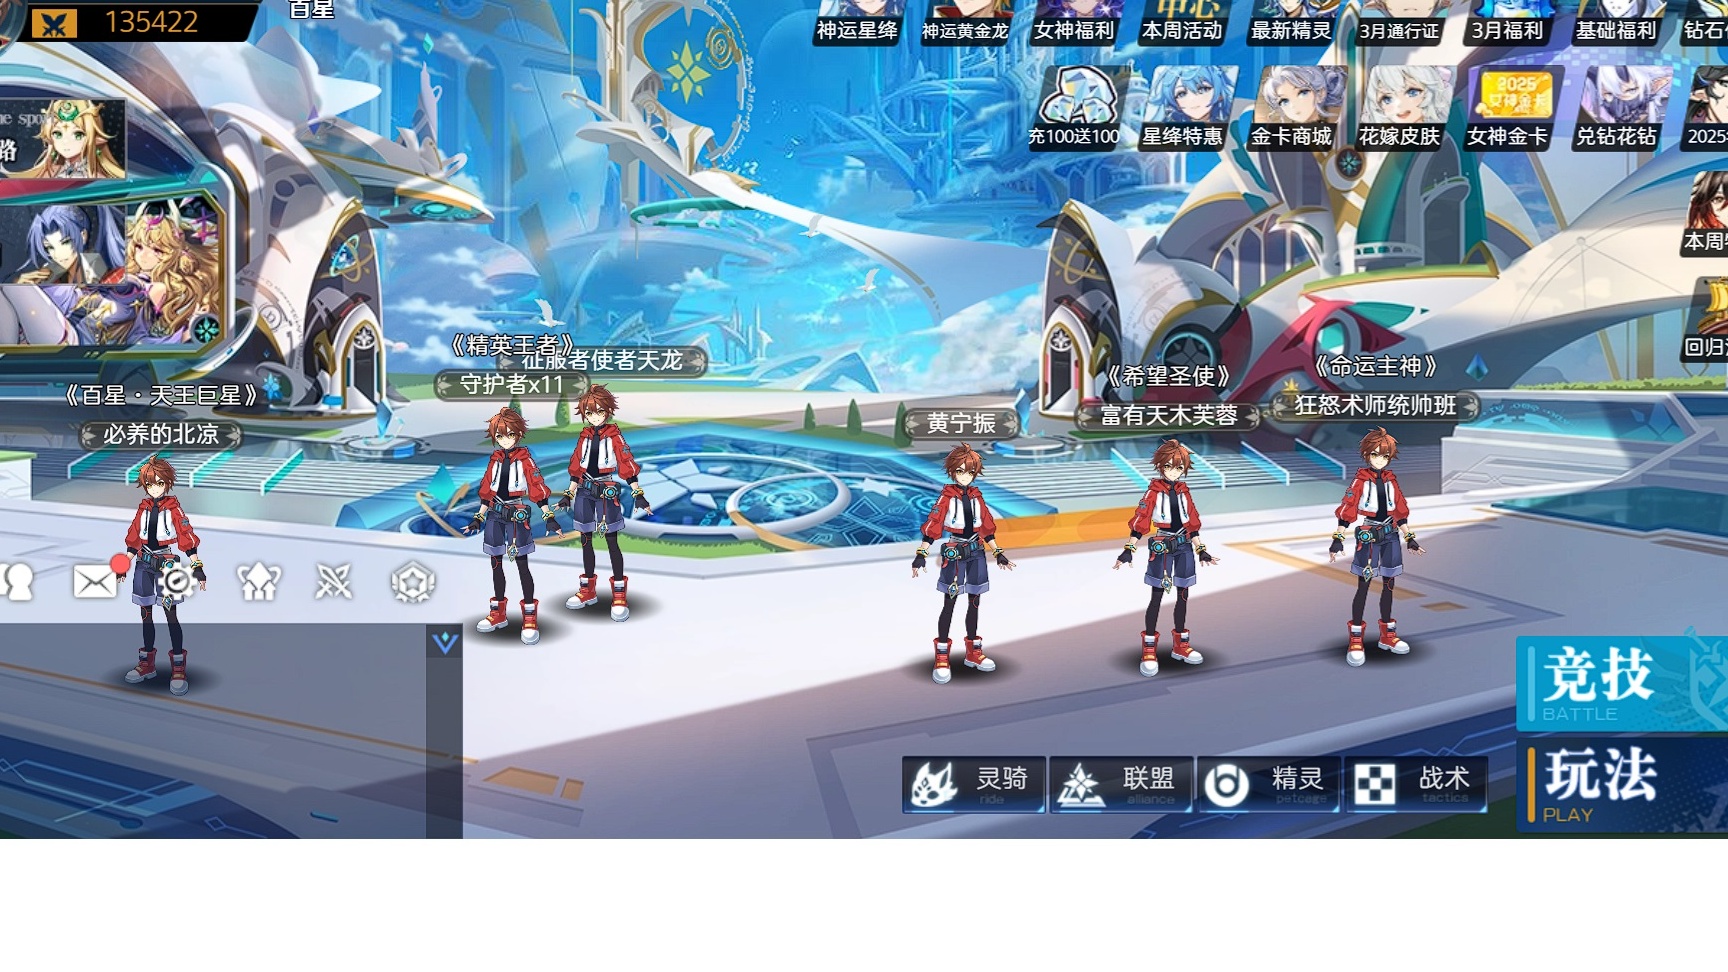 135422
百星
神运星绛
神运黄金龙
女神福利
本周活动
最新精灵
3月通行证
3月福利
基础福利
钻石
充100送100
星绛特惠
金卡商城
花嫁皮肤
2025
女神金卡
女神金卡
兑钻花钻
2025
路
本周
回归
《精英王者》
征服者使者天龙
守护者x11
《百星·天王巨星》
必养的北凉
黄宁振
《希望圣使》
富有天木芙蓉
《命运主神》
狂怒术师统帅班
竞技
BATTLE
玩法
PLAY
灵骑
ride
联盟
alliance
精灵
petcage
战术
tactics